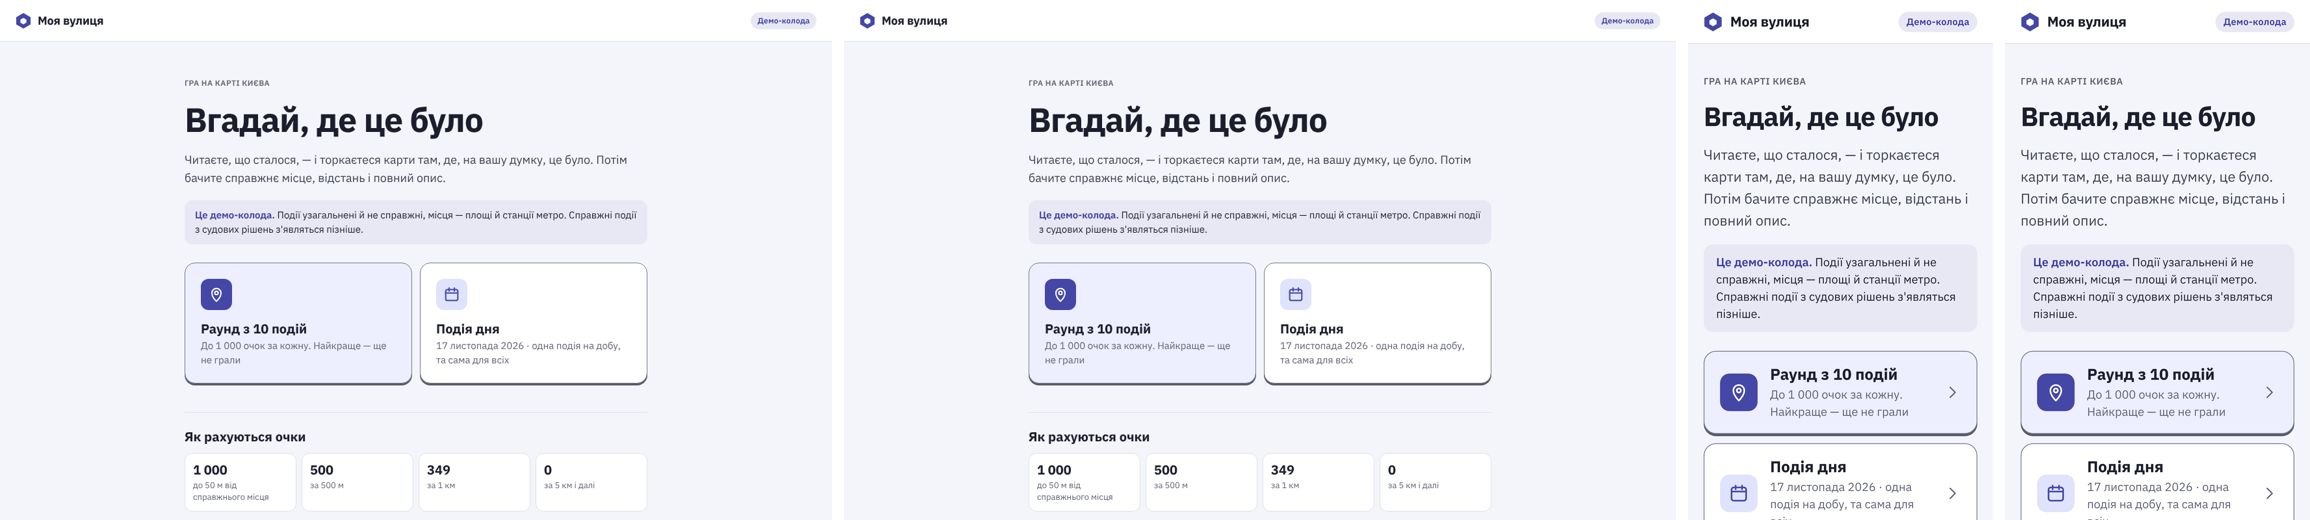 Моя вулиця
Демо-колода
ГРА НА КАРТІ КИЄВА
Вгадай, де це було
Читаєте, що сталося, — і торкаєтеся карти там, де, на вашу думку, це було. Потім
бачите справжнє місце, відстань і повний опис.
Це демо-колода. Події узагальнені й не справжні, місця — площі й станції метро. Справжні події
з судових рішень з'являться пізніше.
Раунд з 10 подій
До 1 000 очок за кожну. Найкраще — ще
не грали
Подія дня
17 листопада 2026 · одна подія на добу,
та сама для всіх
Як рахуються очки
1 000
до 50 м від
справжнього місця
500
за 500 м
349
за 1 км
0
за 5 км і далі
Моя вулиця
Демо-колода
ГРА НА КАРТІ КИЄВА
Вгадай, де це було
Читаєте, що сталося, — і торкаєтеся карти там, де, на вашу думку, це було. Потім
бачите справжнє місце, відстань і повний опис.
Це демо-колода. Події узагальнені й не справжні, місця — площі й станції метро. Справжні події
з судових рішень з'являться пізніше.
Раунд з 10 подій
До 1 000 очок за кожну. Найкраще — ще
не грали
Подія дня
17 листопада 2026 · одна подія на добу,
та сама для всіх
Як рахуються очки
1 000
до 50 м від
справжнього місця
500
за 500 м
349
за 1 км
0
за 5 км і далі
Моя вулиця
Демо-колода
ГРА НА КАРТІ КИЄВА
Вгадай, де це було
Читаєте, що сталося, — і торкаєтеся
карти там, де, на вашу думку, це було.
Потім бачите справжнє місце, відстань і
повний опис.
Це демо-колода. Події узагальнені й не
справжні, місця — площі й станції метро.
Справжні події з судових рішень з'являться
пізніше.
Раунд з 10 подій
До 1 000 очок за кожну.
Найкраще — ще не грали
Подія дня
17 листопада 2026 · одна
подія на добу, та сама для
Моя вулиця
Демо-колода
ГРА НА КАРТІ КИЄВА
Вгадай, де це було
Читаєте, що сталося, — і торкаєтеся
карти там, де, на вашу думку, це було.
Потім бачите справжнє місце, відстань і
повний опис.
Це демо-колода. Події узагальнені й не
справжні, місця — площі й станції метро.
Справжні події з судових рішень з'являться
пізніше.
Раунд з 10 подій
До 1 000 очок за кожну.
Найкраще — ще не грали
Подія дня
17 листопада 2026 · одна
подія на добу, та сама для